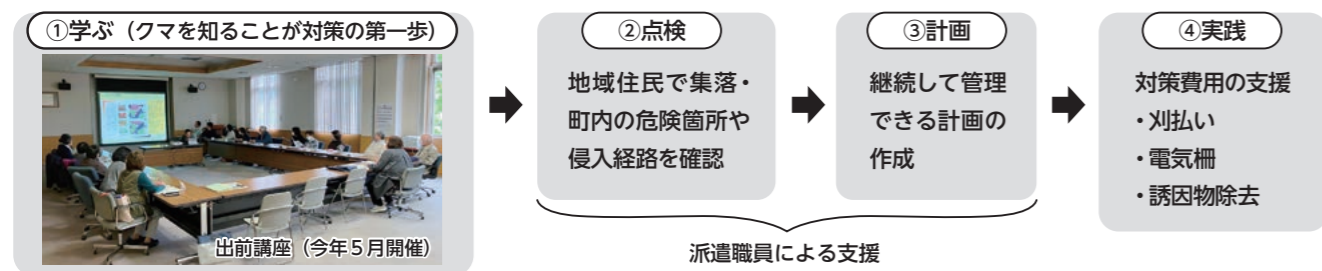 ①学ぶ（クマを知ることが対策の第一歩）
出前講座（今年５月開催）
②点検
地域住民で集落・
町内の危険箇所や
侵入経路を確認
③計画
継続して管理
できる計画の
作成
派遣職員による支援
④実践
対策費用の支援
・刈払い
・電気柵
・誘因物除去